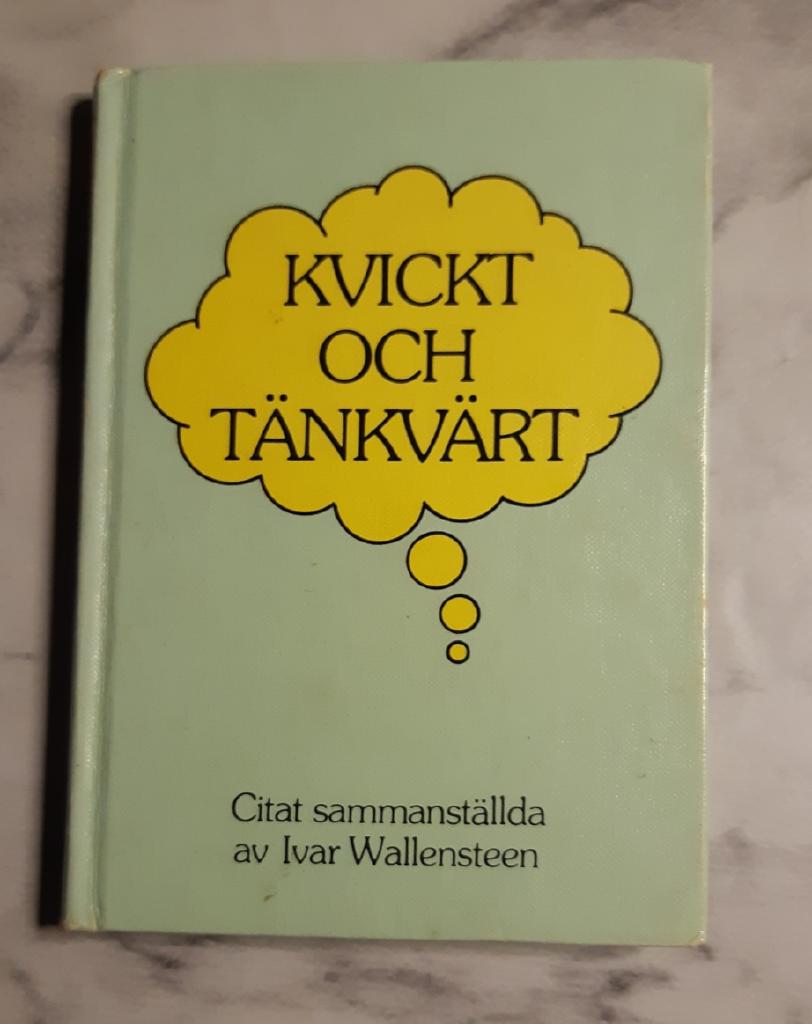 KVICKT
OCH
TÄNKVÄRT
Citat sammanställda
av Ivar Wallensteen